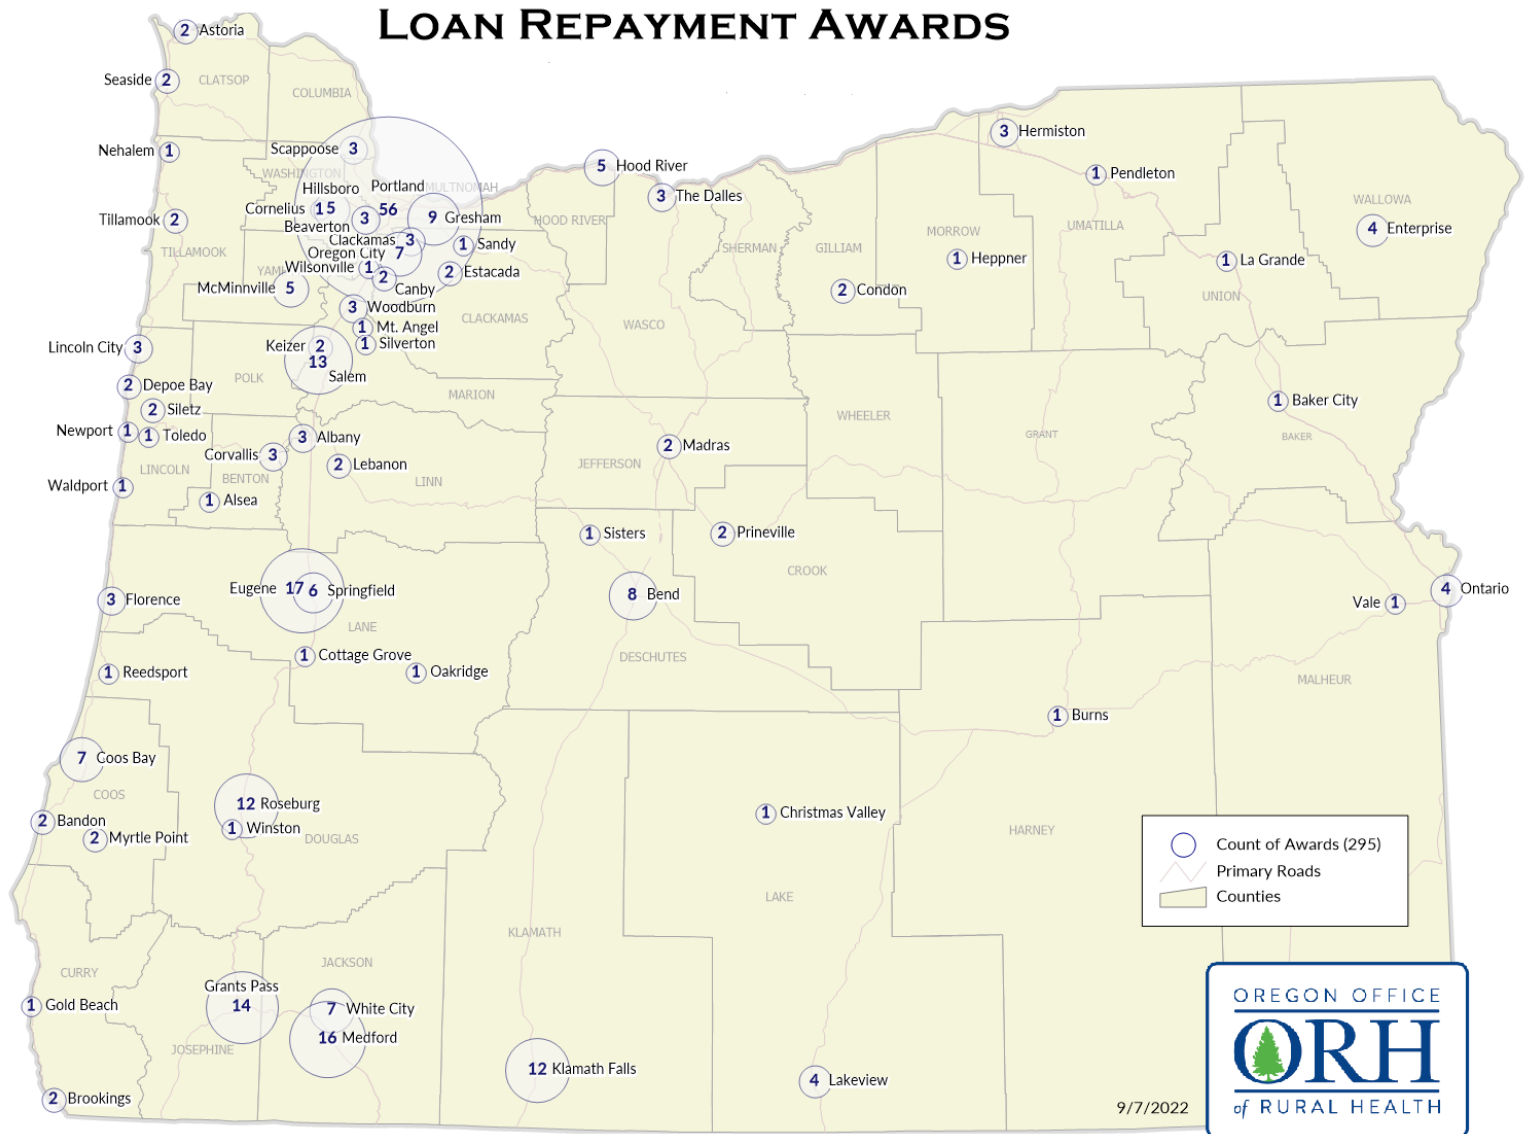 LOAN REPAYMENT AWARDS
2 Astoria
Seaside 2
CLATSOP
COLUMBIA
Nehalem 1
Scappoose 3
WASHINGTON
Hillsboro
Portland
MULTNOMAH
Cornelius 15
56
Beaverton 3
9 Gresham
Clackamas 3
Oregon City 7
1 Sandy
Wilsonville 1
2 Canby
2 Estacada
Tillamook 2
TILLAMOOK
YAM
McMinnville 5
3 Woodburn
1 Mt. Angel
1 Silverton
CLACKAMAS
5 Hood River
3 The Dalles
HOOD RIVER
SHERMAN
GILLIAM
MORROW
3 Hermiston
1 Pendleton
UMATILLA
WALLOWA
4 Enterprise
1 Heppner
1 La Grande
2 Condon
UNION
WASCO
Lincoln City 3
Keizer 2
13
Salem
POLK
2 Depoe Bay
MARION
2 Siletz
Newport 1
1 Toledo
3 Albany
Corvallis 3
2 Lebanon
LINCOLN
BENTON
LINN
Waldport 1
1 Alsea
2 Madras
JEFFERSON
WHEELER
GRANT
1 Baker City
BAKER
1 Sisters
2 Prineville
CROOK
Eugene 17
6 Springfield
3 Florence
LANE
8 Bend
DESCHUTES
Vale 1
4 Ontario
1 Cottage Grove
1 Oakridge
1 Reedsport
MALHEUR
1 Burns
7 Coos Bay
COOS
2 Bandon
2 Myrtle Point
12 Roseburg
1 Winston
DOUGLAS
1 Christmas Valley
HARNEY
LAKE
KLAMATH
Count of Awards (295)
Primary Roads
Counties
CURRY
JACKSON
1 Gold Beach
Grants Pass
14
7 White City
16 Medford
JOSEPHINE
2 Brookings
12 Klamath Falls
4 Lakeview
9/7/2022
OREGON OFFICE
ORH
of RURAL HEALTH